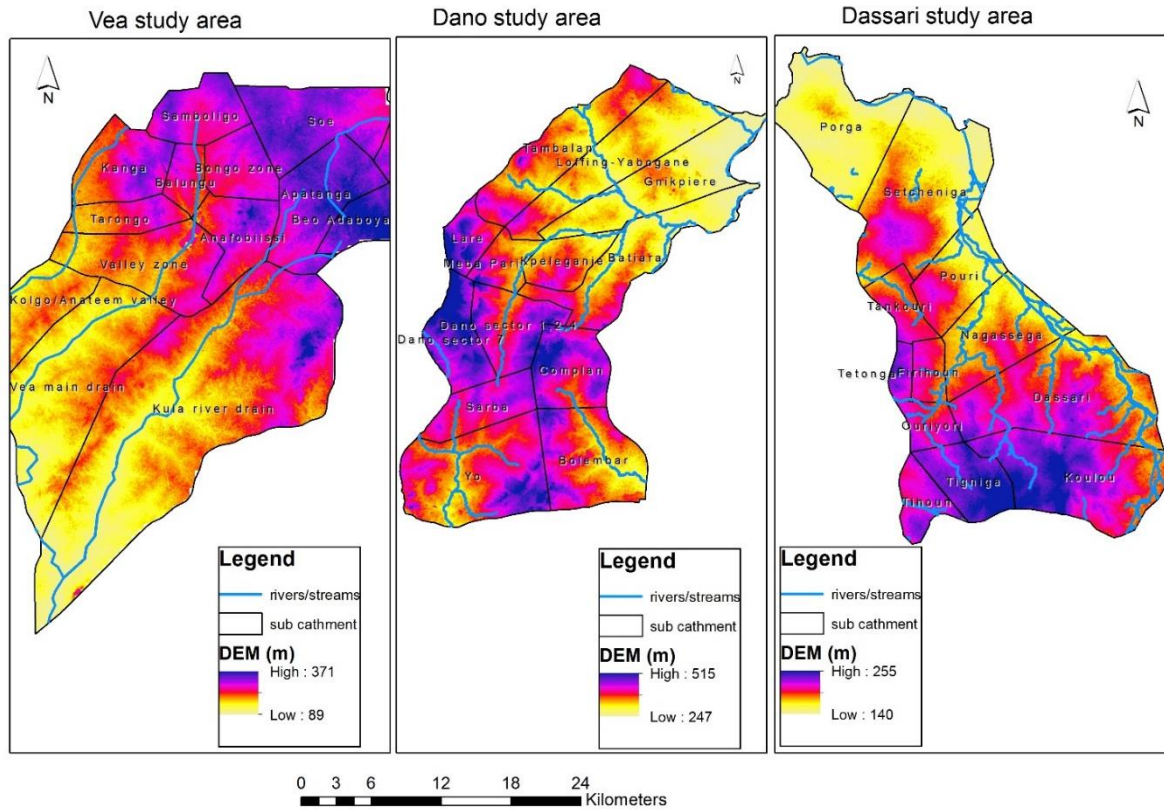 Vea study area
N
Samboligo
Soe
Kanga
Bongo zone
Balungu
Apatanga
Tarongo
Beo Adaboya
Anafobiissi
Valley zone
Kolgo/Anateem valley
Vea main drain
Kula river drain
Legend
rivers/streams
sub cathment
DEM (m)
High : 371
Low : 89
Dano study area
N
Tambalan
Loffing-Yabogane
Gnikpiere
Lare
Meba Pari
Kpeleganie
Batiara
Dano sector 1,2,4
Dano sector 7
Complan
Sarba
Yo
Bolembar
Legend
rivers/streams
sub cathment
DEM (m)
High : 515
Low : 247
Dassari study area
N
Porga
Setcheniga
Pouri
Tankouri
Nagassega
Tetonga
Firihoun
Dassari
Ouriyori
Tigniga
Koulou
Tihoun
Legend
rivers/streams
sub cathment
DEM (m)
High : 255
Low : 140
0 3 6 12 18 24
Kilometers